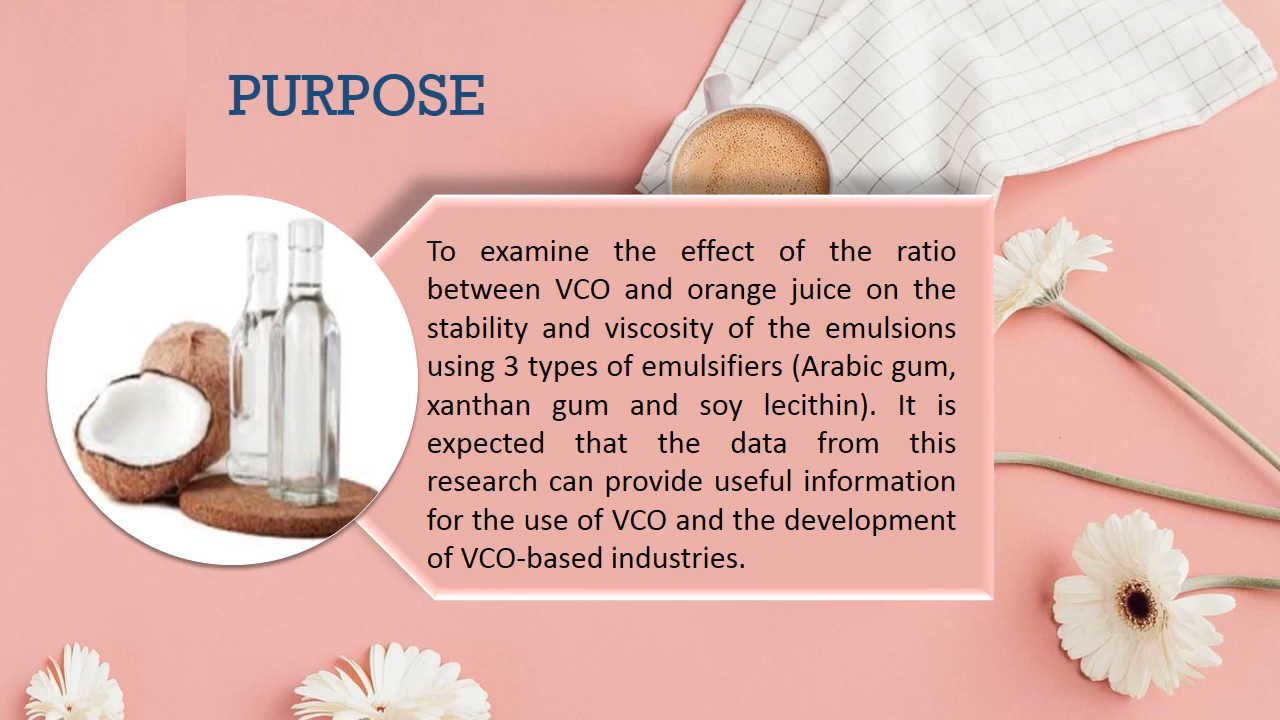 PURPOSE
To examine the effect of the ratio
between VCO and orange juice on the
stability and viscosity of the emulsions
using 3 types of emulsifiers (Arabic gum,
xanthan gum and soy lecithin). It is
expected that the data from this
research can provide useful information
for the use of VCO and the development
of VCO-based industries.